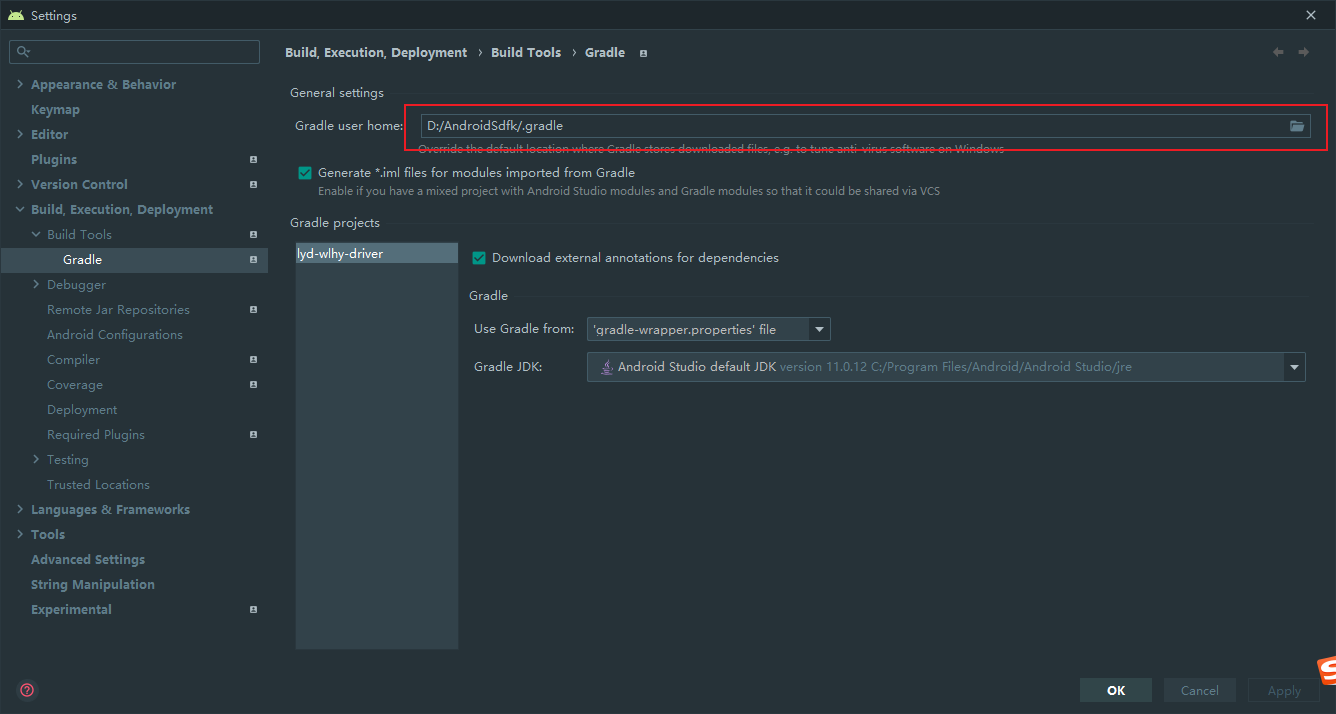 Settings
Build, Execution, Deployment › Build Tools › Gradle
Appearance & Behavior
Keymap
Editor
Plugins
Version Control
Build, Execution, Deployment
Build Tools
Gradle
Debugger
Remote Jar Repositories
Android Configurations
Compiler
Coverage
Deployment
Required Plugins
Testing
Trusted Locations
Languages & Frameworks
Tools
Advanced Settings
String Manipulation
Experimental
General settings
Gradle user home: D:/AndroidSdfk/.gradle
Override the default location where Gradle stores downloaded files, e.g. to tune anti-virus software on Windows
Generate *.iml files for modules imported from Gradle
Enable if you have a mixed project with Android Studio modules and Gradle modules so that it could be shared via VCS
Gradle projects
lyd-wlhy-driver
Download external annotations for dependencies
Gradle
Use Gradle from: 'gradle-wrapper.properties' file
Gradle JDK: Android Studio default JDK version 11.0.12 C:/Program Files/Android/Android Studio/jre
?
OK Cancel Apply
S